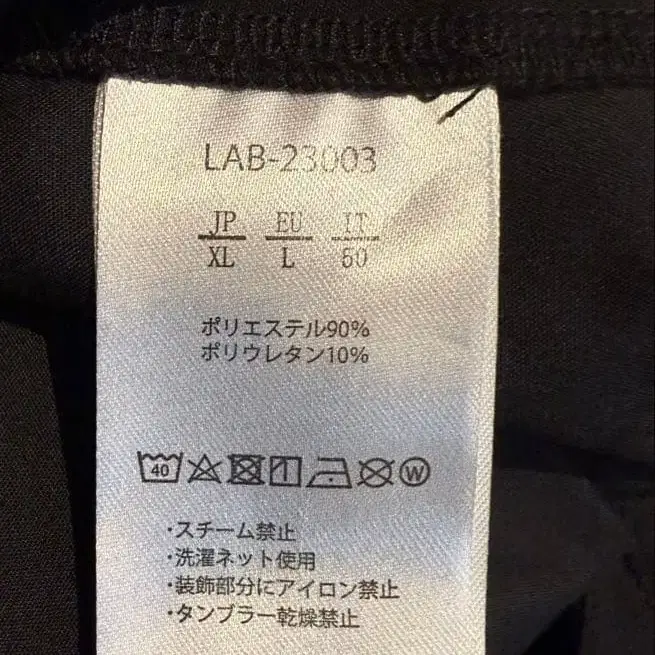 LAB-23003
JP EU IT
XL L 50
ポリエステル90%
ポリウレタン10%
40 W
・スチーム禁止
・洗濯ネット使用
・装飾部分にアイロン禁止
・タンブラー乾燥禁止